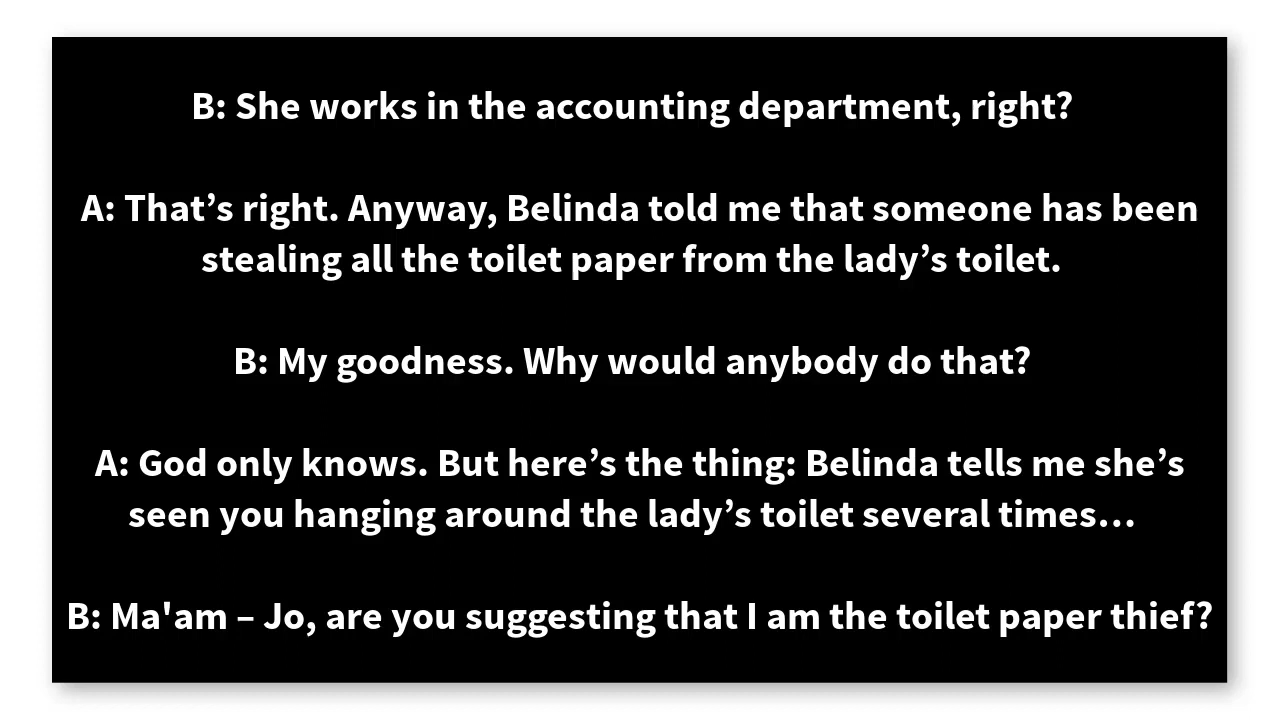 B: She works in the accounting department, right?
A: That’s right. Anyway, Belinda told me that someone has been
stealing all the toilet paper from the lady’s toilet.
B: My goodness. Why would anybody do that?
A: God only knows. But here’s the thing: Belinda tells me she’s
seen you hanging around the lady’s toilet several times…
B: Ma'am – Jo, are you suggesting that I am the toilet paper thief?